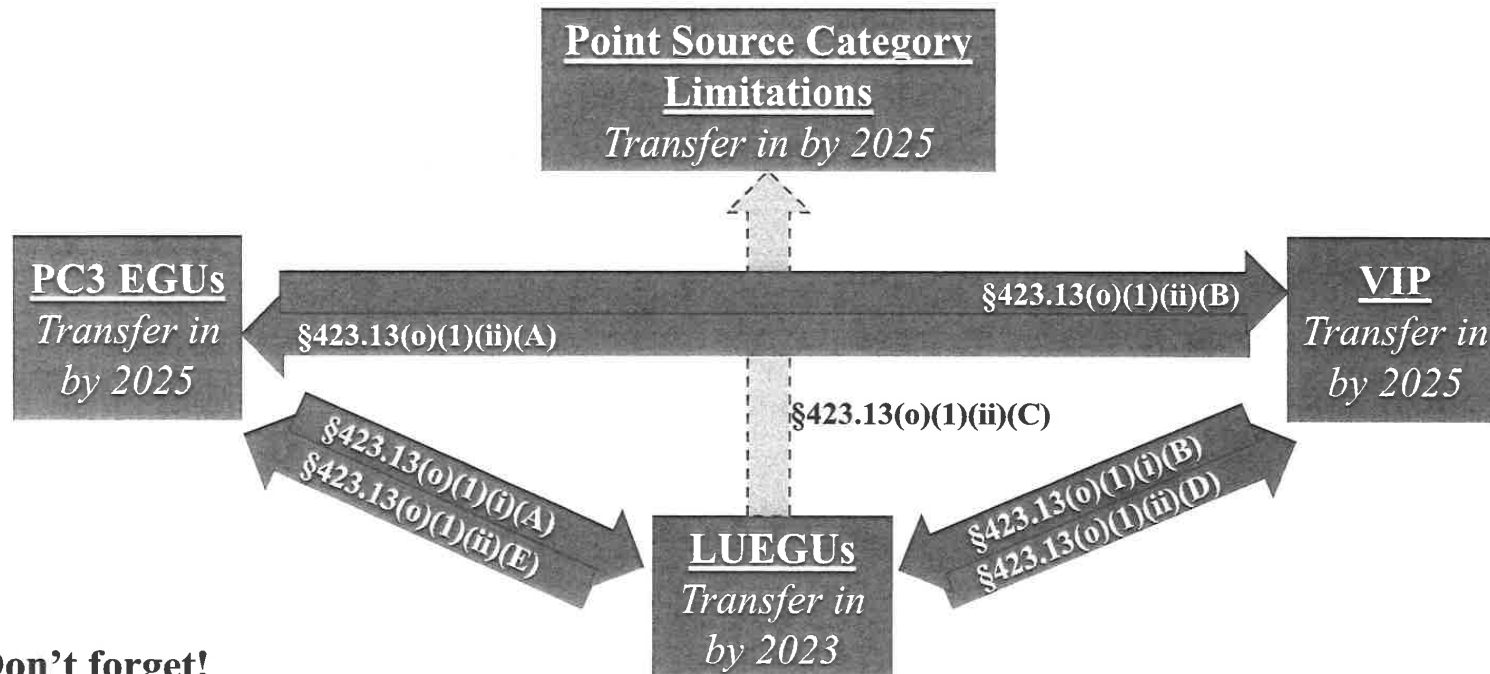 Point Source Category
Limitations
Transfer in by 2025
PC3 EGUs
Transfer in
by 2025
§423.13(o)(1)(ii)(B)
§423.13(o)(1)(ii)(A)
VIP
Transfer in
by 2025
§423.13(o)(1)(ii)(C)
§423.13(o)(1)(i)(A)
§423.13(o)(1)(ii)(E)
§423.13(o)(1)(i)(B)
§423.13(o)(1)(ii)(D)
LUEGUs
Transfer in
by 2023
Don't forget!